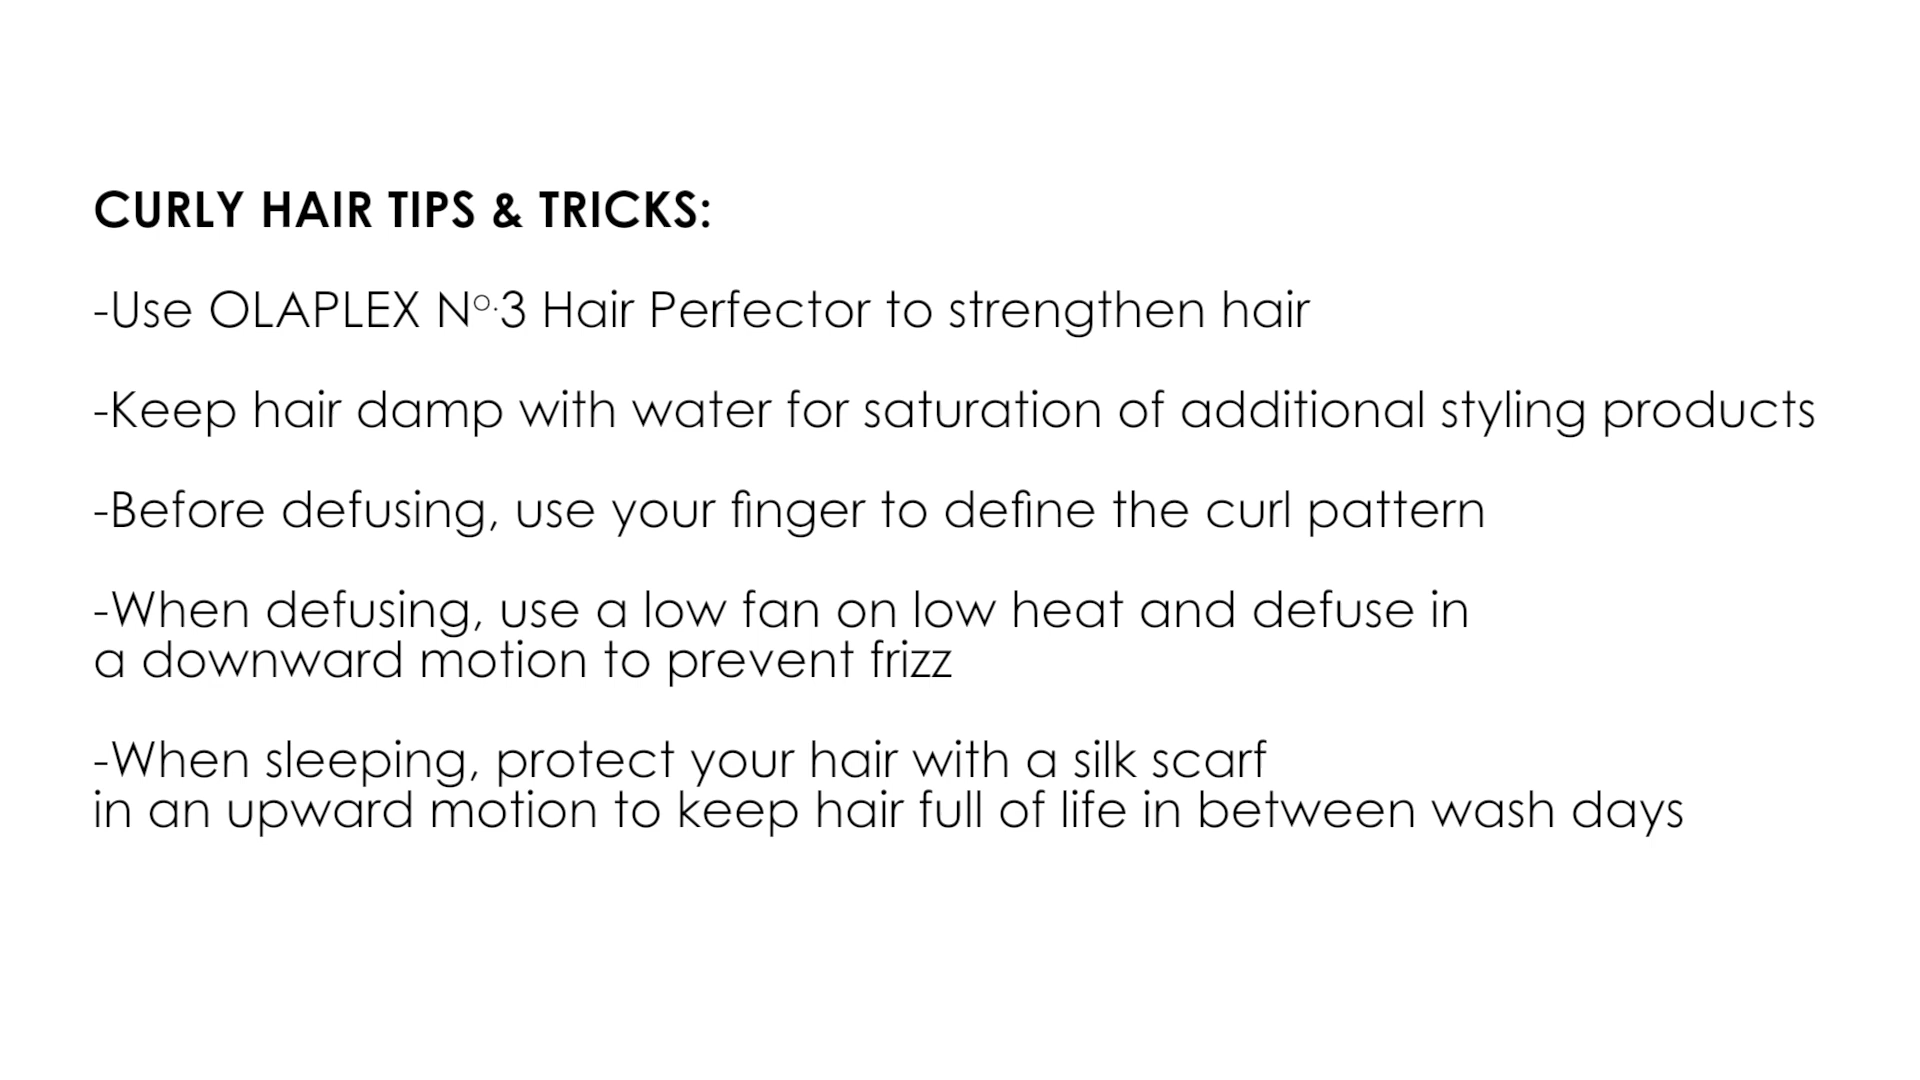 CURLY HAIR TIPS & TRICKS:
-Use OLAPLEX Nº.3 Hair Perfector to strengthen hair
-Keep hair damp with water for saturation of additional styling products
-Before defusing, use your finger to define the curl pattern
-When defusing, use a low fan on low heat and defuse in
a downward motion to prevent frizz
-When sleeping, protect your hair with a silk scarf
in an upward motion to keep hair full of life in between wash days